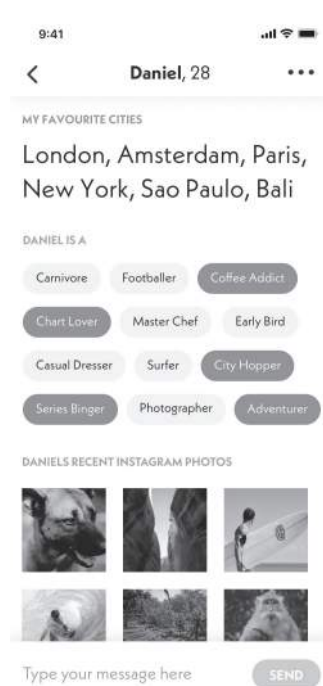 9:41
Daniel, 28
MY FAVOURITE CITIES
London, Amsterdam, Paris,
New York, Sao Paulo, Bali
DANIEL IS A
Carnivore Footballer Coffee Addict
Chart Lover Master Chef Early Bird
Casual Dresser Surfer City Hopper
Series Binger Photographer Adventurer
DANIELS RECENT INSTAGRAM PHOTOS
Type your message here SEND